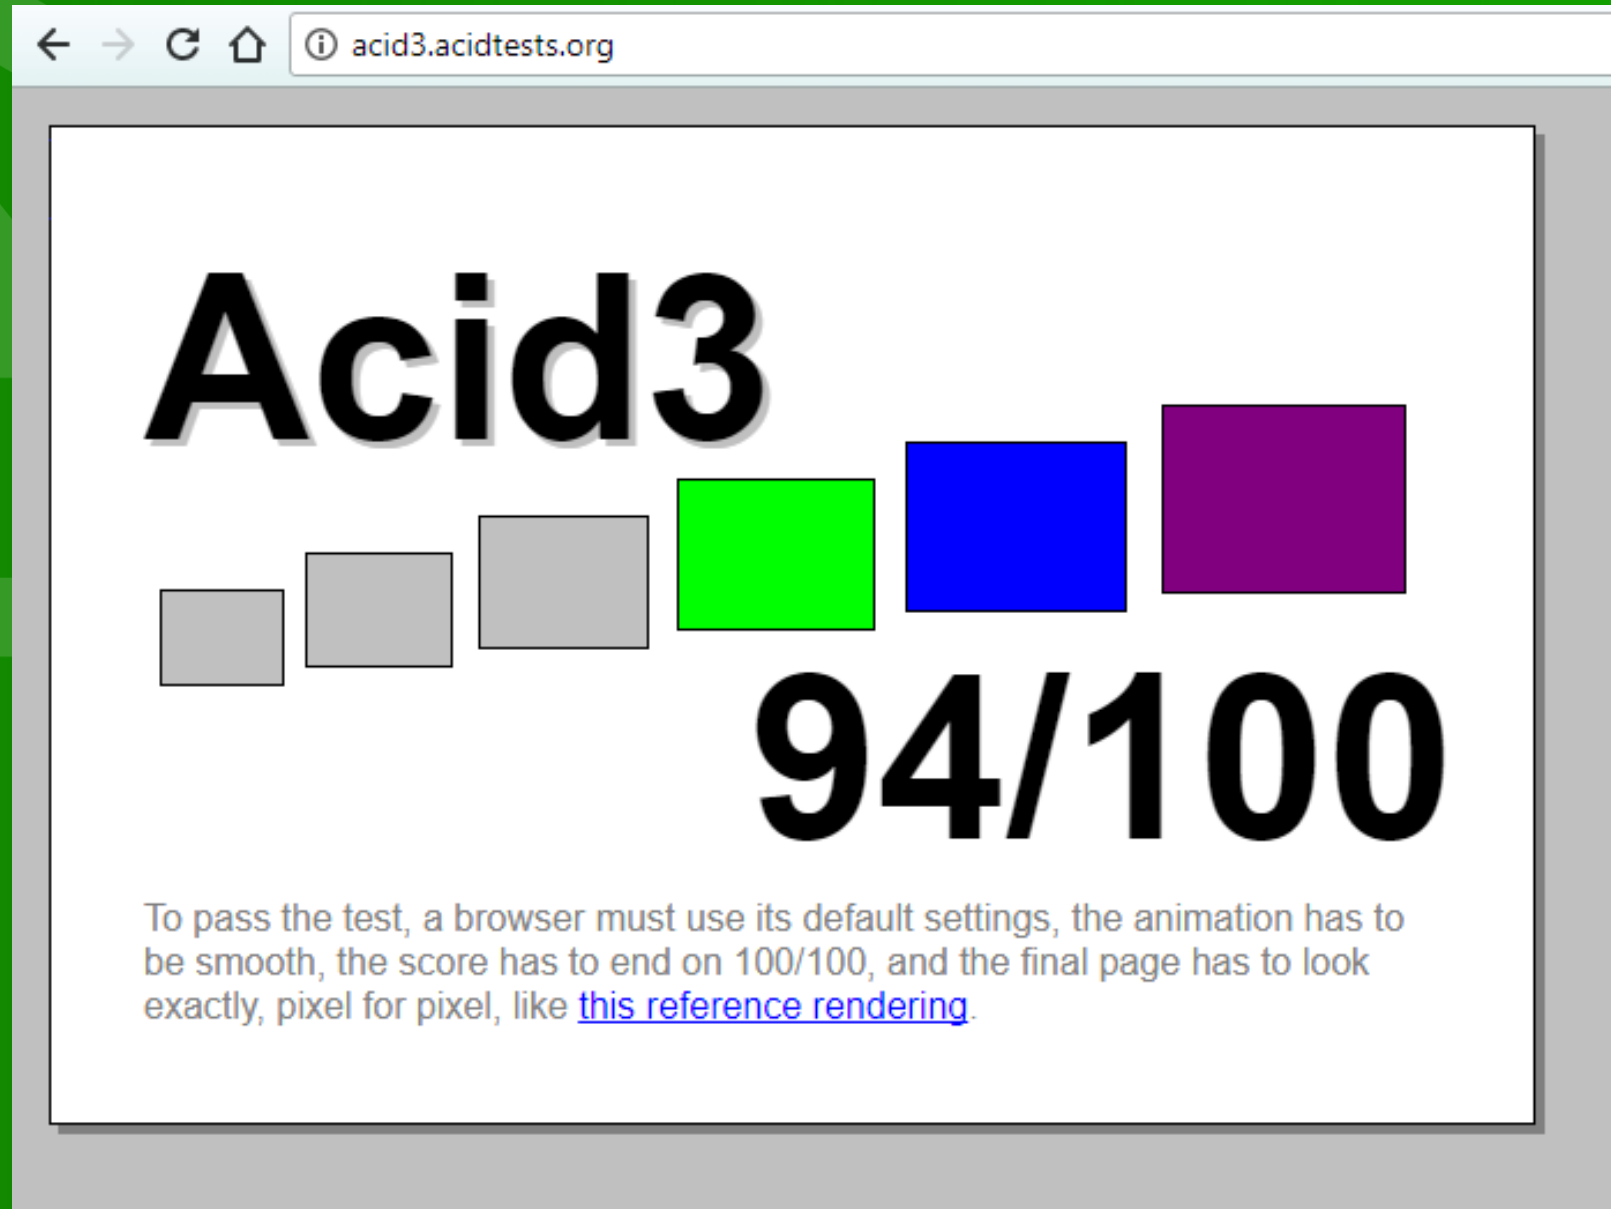 acid3.acidtests.org
Acid3
94/100
To pass the test, a browser must use its default settings, the animation has to
be smooth, the score has to end on 100/100, and the final page has to look
exactly, pixel for pixel, like this reference rendering.